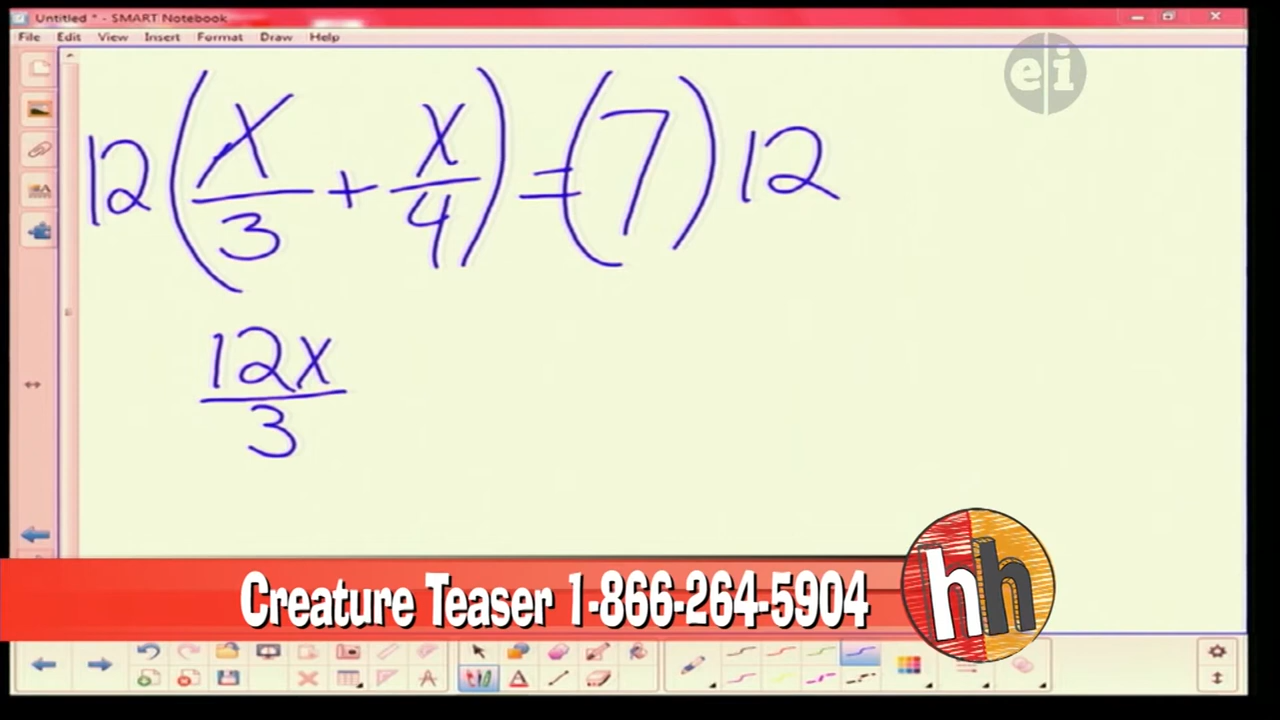 Untitled * - SMART Notebook
File Edit View Insert Format Draw Help
e i
12(x/3 + x/4) = (7)12
12x/3
Creature Teaser 1-866-264-5904
hh